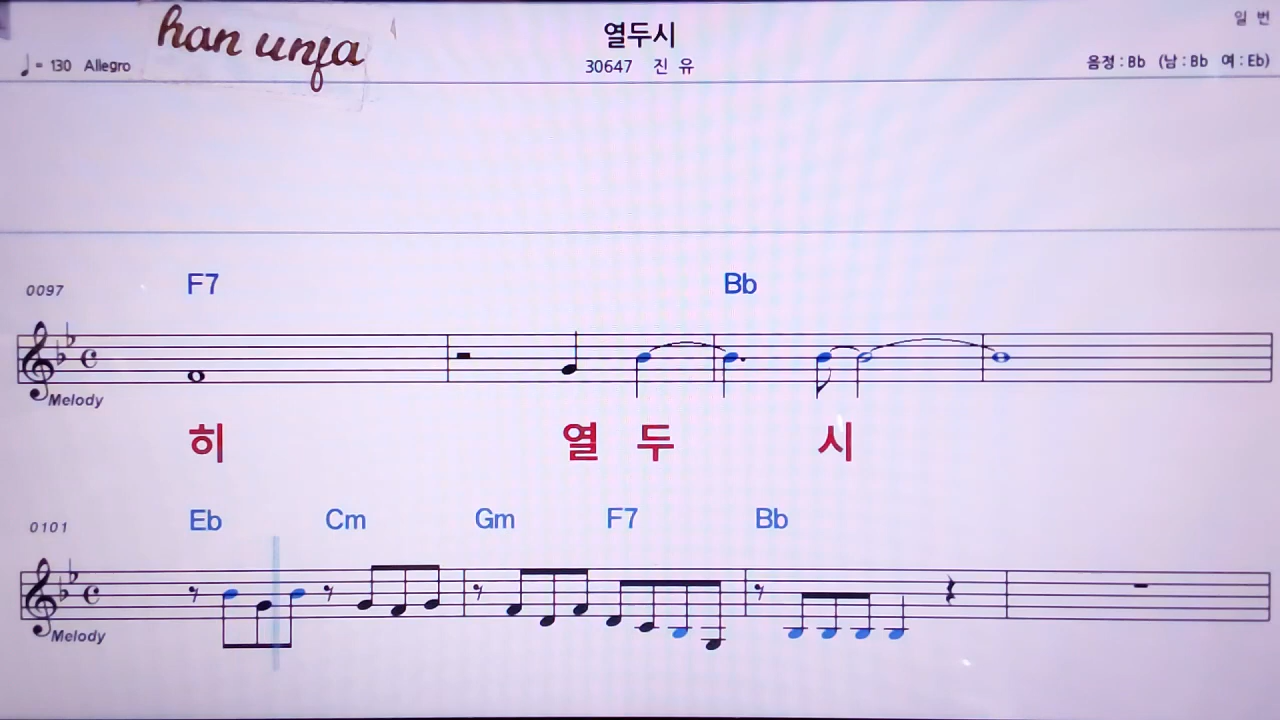 일 번
han unja
열두시
♩= 130 Allegro
30647 진 유
음정 : Bb (남 : Bb 여 : Eb)
0097
F7 Bb
Melody
히 열 두 시
0101
Eb Cm Gm F7 Bb
Melody